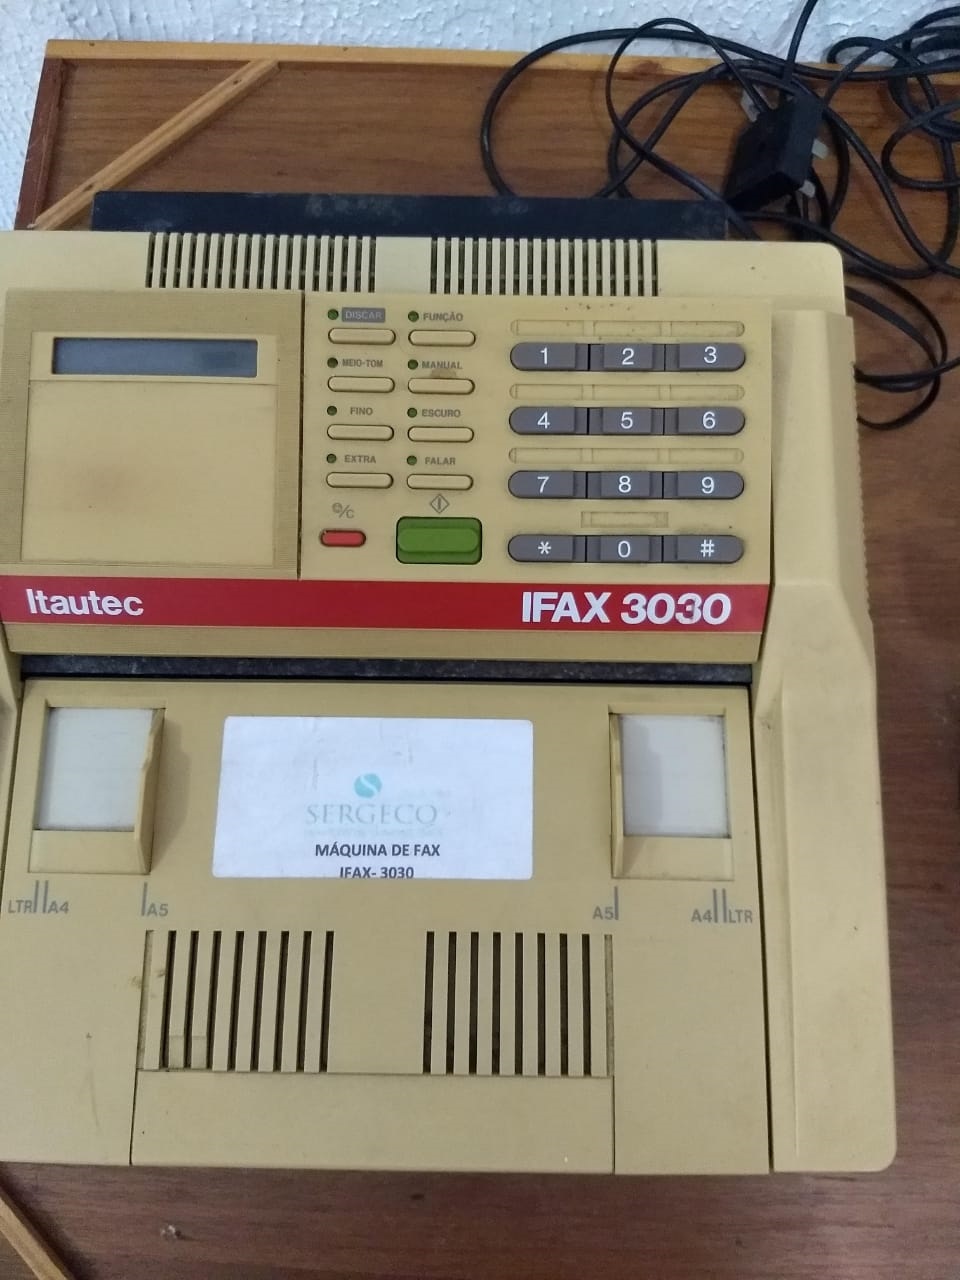 DISCAR FUNÇÃO
MEIO-TOM MANUAL
FINO ESCURO
EXTRA FALAR
C/C
1 2 3
4 5 6
7 8 9
* 0 #
Itautec IFAX 3030
SERGECO
MÁQUINA DE FAX
IFAX- 3030
LTR A4 A5 A5 A4 LTR